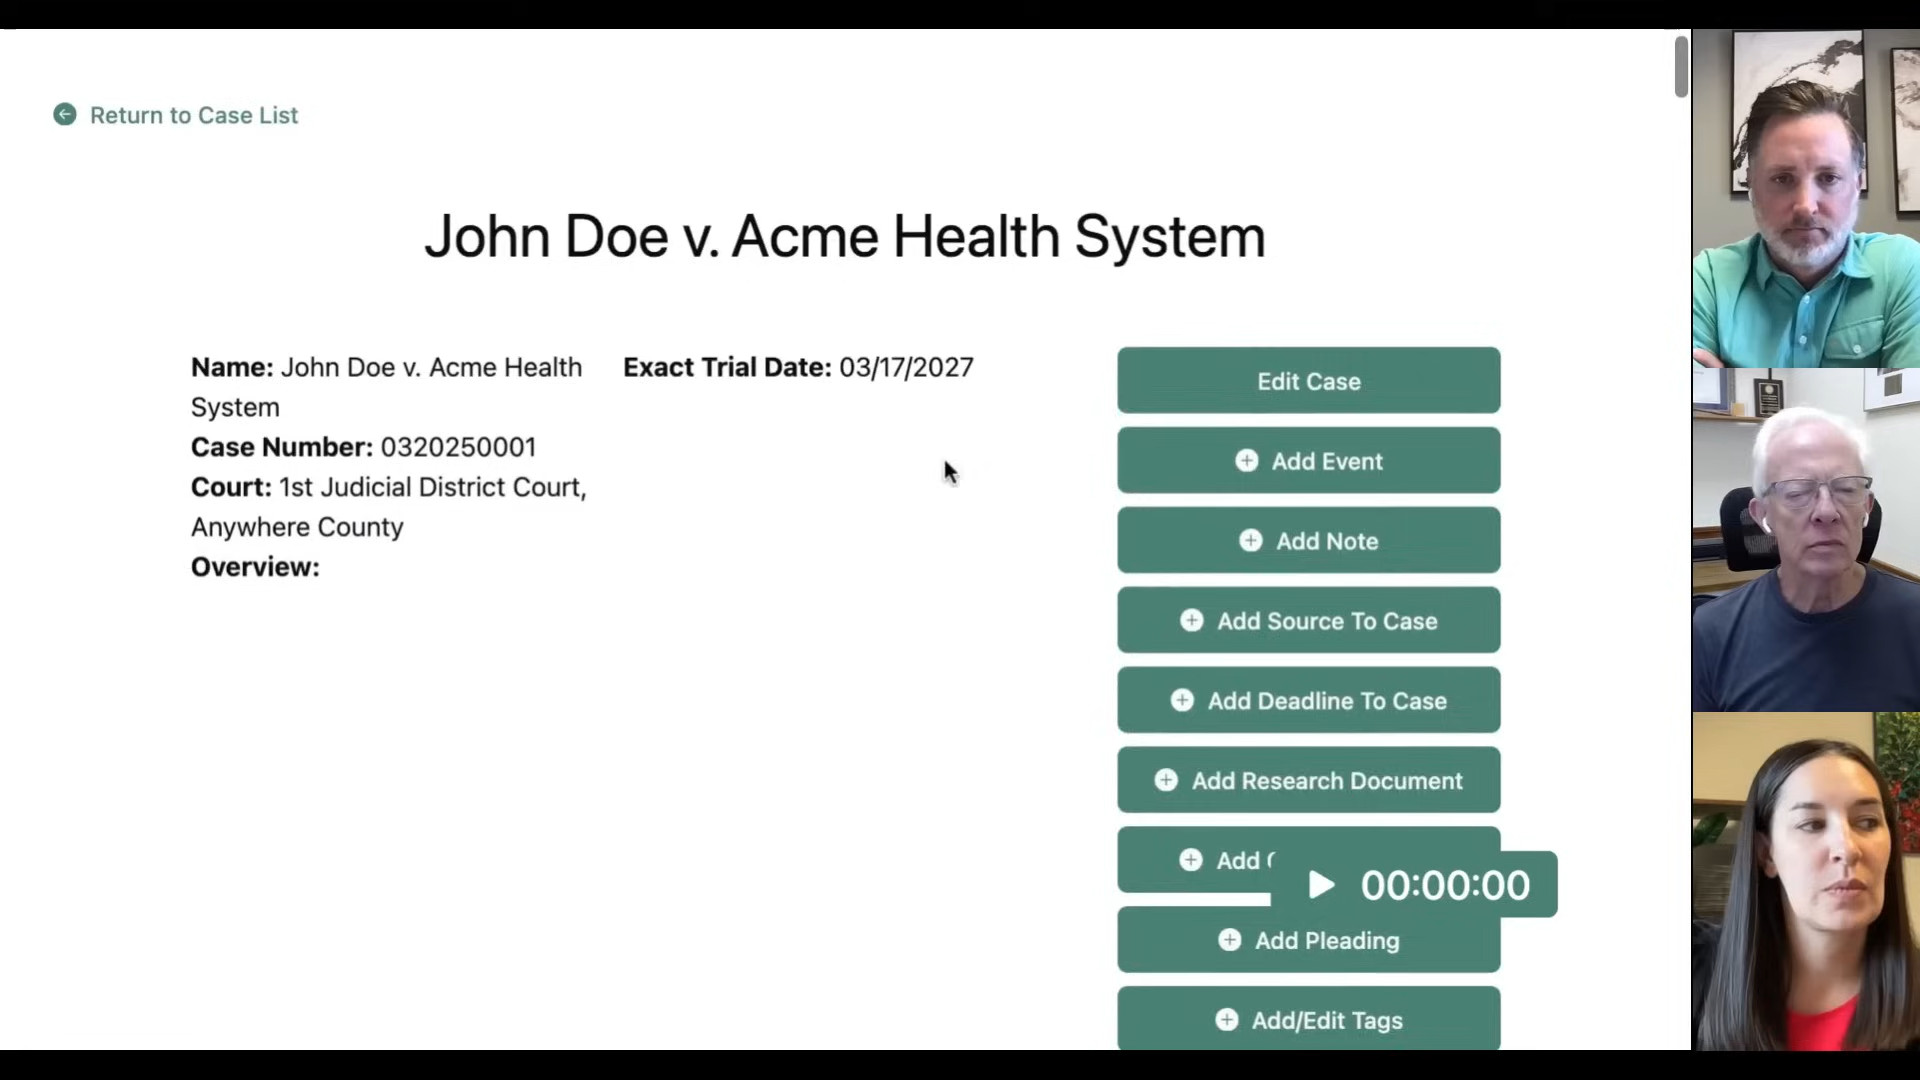 Return to Case List
John Doe v. Acme Health System
Name: John Doe v. Acme Health
System
Case Number: 0320250001
Court: 1st Judicial District Court,
Anywhere County
Overview:
Exact Trial Date: 03/17/2027
Edit Case
Add Event
Add Note
Add Source To Case
Add Deadline To Case
Add Research Document
Add
00:00:00
Add Pleading
Add/Edit Tags